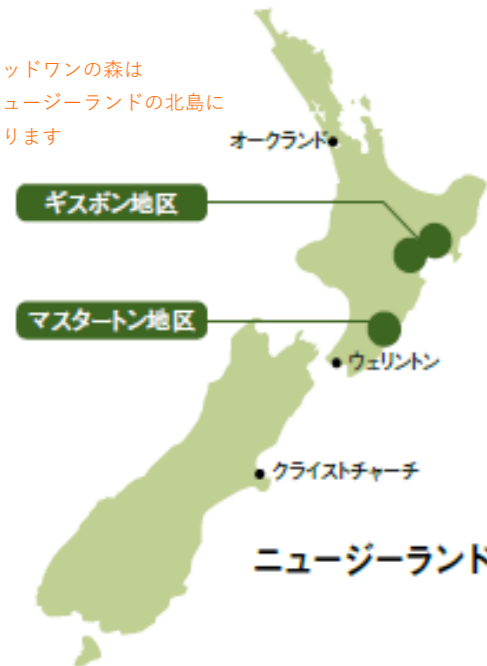 ッドワンの森は
ュージーランドの北島に
ります
オークランド
ギスボン地区
マスタートン地区
ウェリントン
クライストチャーチ
ニュージーランド